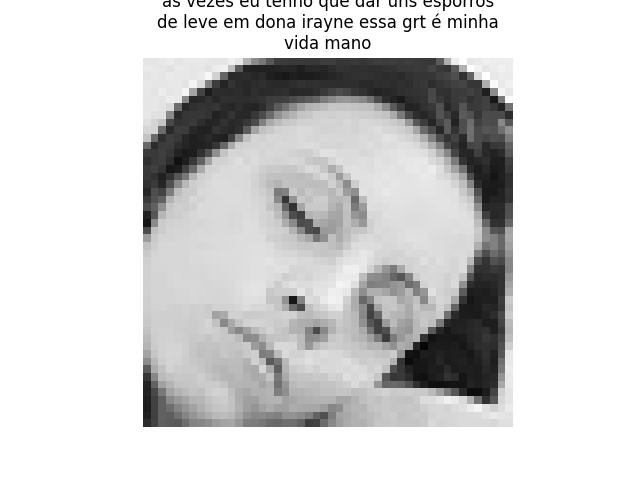 as vezes eu tenho que dar uns esporros
de leve em dona irayne essa grt é minha
vida mano